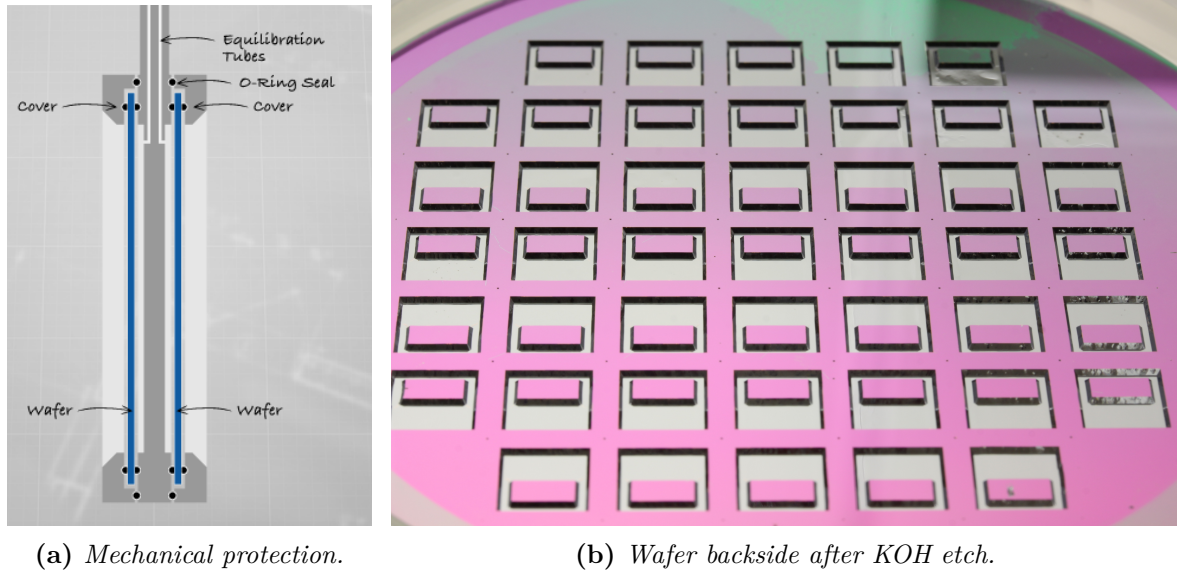 Equilibration
Tubes
O-Ring Seal
Cover
Cover
Wafer
Wafer
(a) Mechanical protection.
(b) Wafer backside after KOH etch.